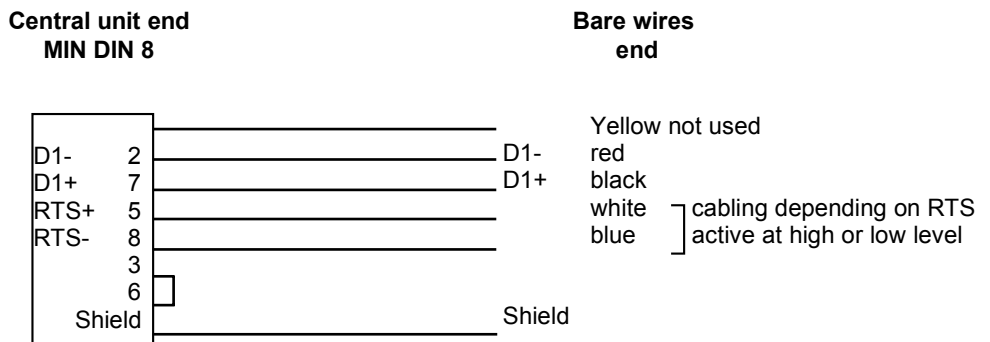 Central unit end
MIN DIN 8
Bare wires
end
Yellow not used
D1- 2 D1- red
D1+ 7 D1+ black
RTS+ 5 white cabling depending on RTS
RTS- 8 blue active at high or low level
3
6
Shield Shield